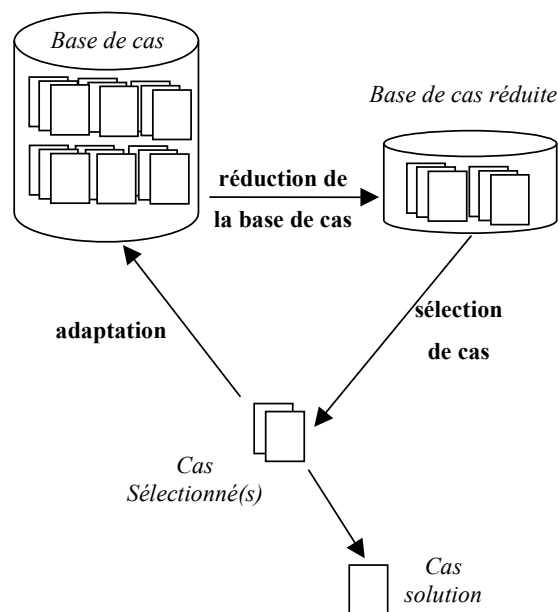 Base de cas
Base de cas réduite
réduction de
la base de cas
adaptation
sélection
de cas
Cas
Sélectionné(s)
Cas
solution